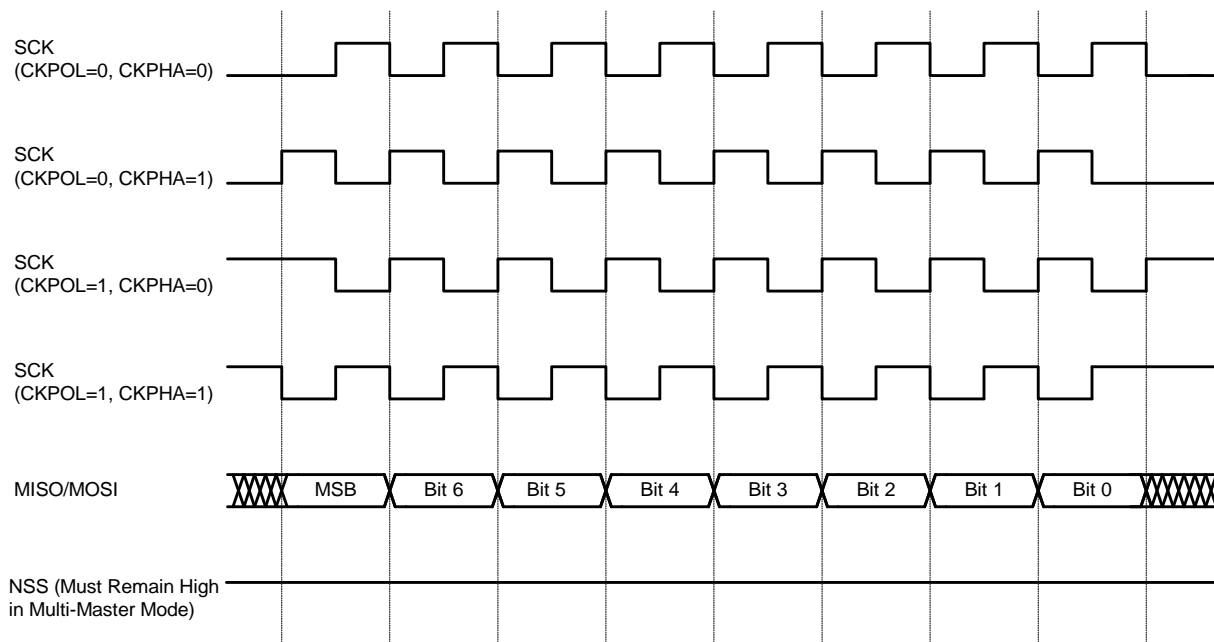 SCK
(CKPOL=0, CKPHA=0)
SCK
(CKPOL=0, CKPHA=1)
SCK
(CKPOL=1, CKPHA=0)
SCK
(CKPOL=1, CKPHA=1)
MISO/MOSI MSB Bit 6 Bit 5 Bit 4 Bit 3 Bit 2 Bit 1 Bit 0
NSS (Must Remain High
in Multi-Master Mode)